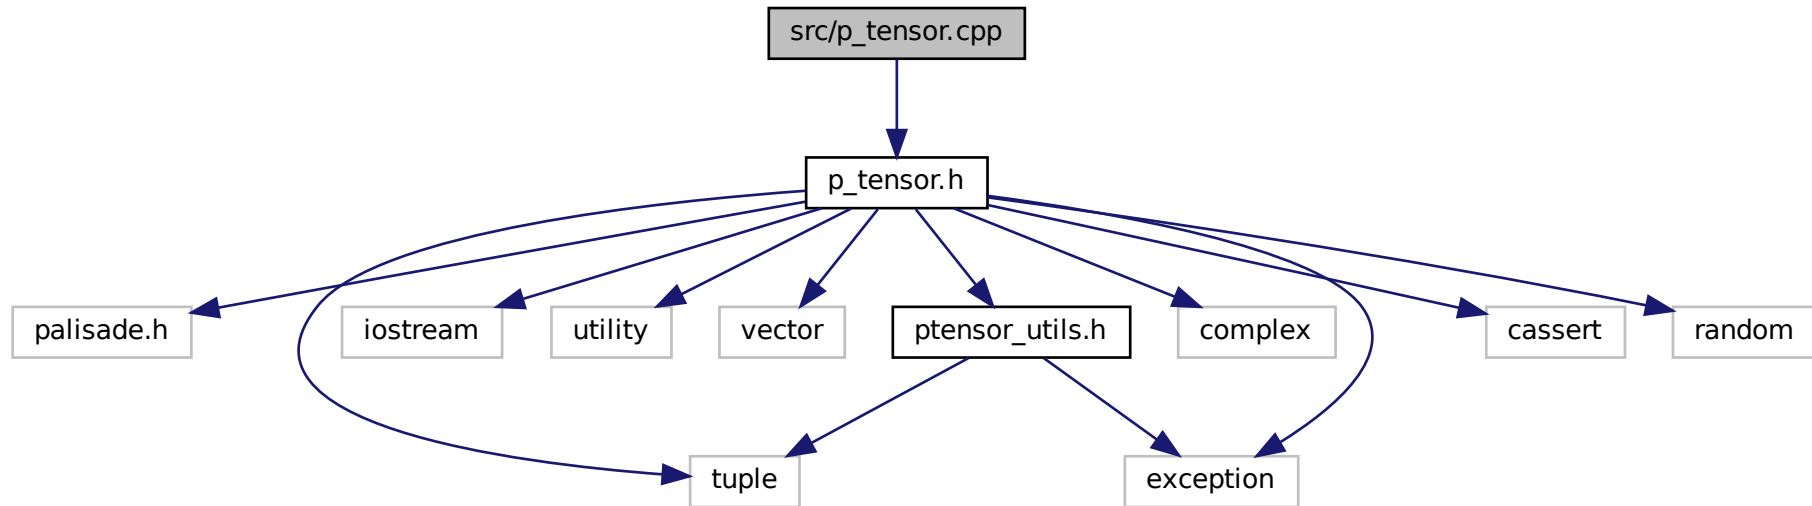 src/p_tensor.cpp
p_tensor.h
palisade.h
iostream
utility
vector
ptensor_utils.h
complex
cassert
random
tuple
exception